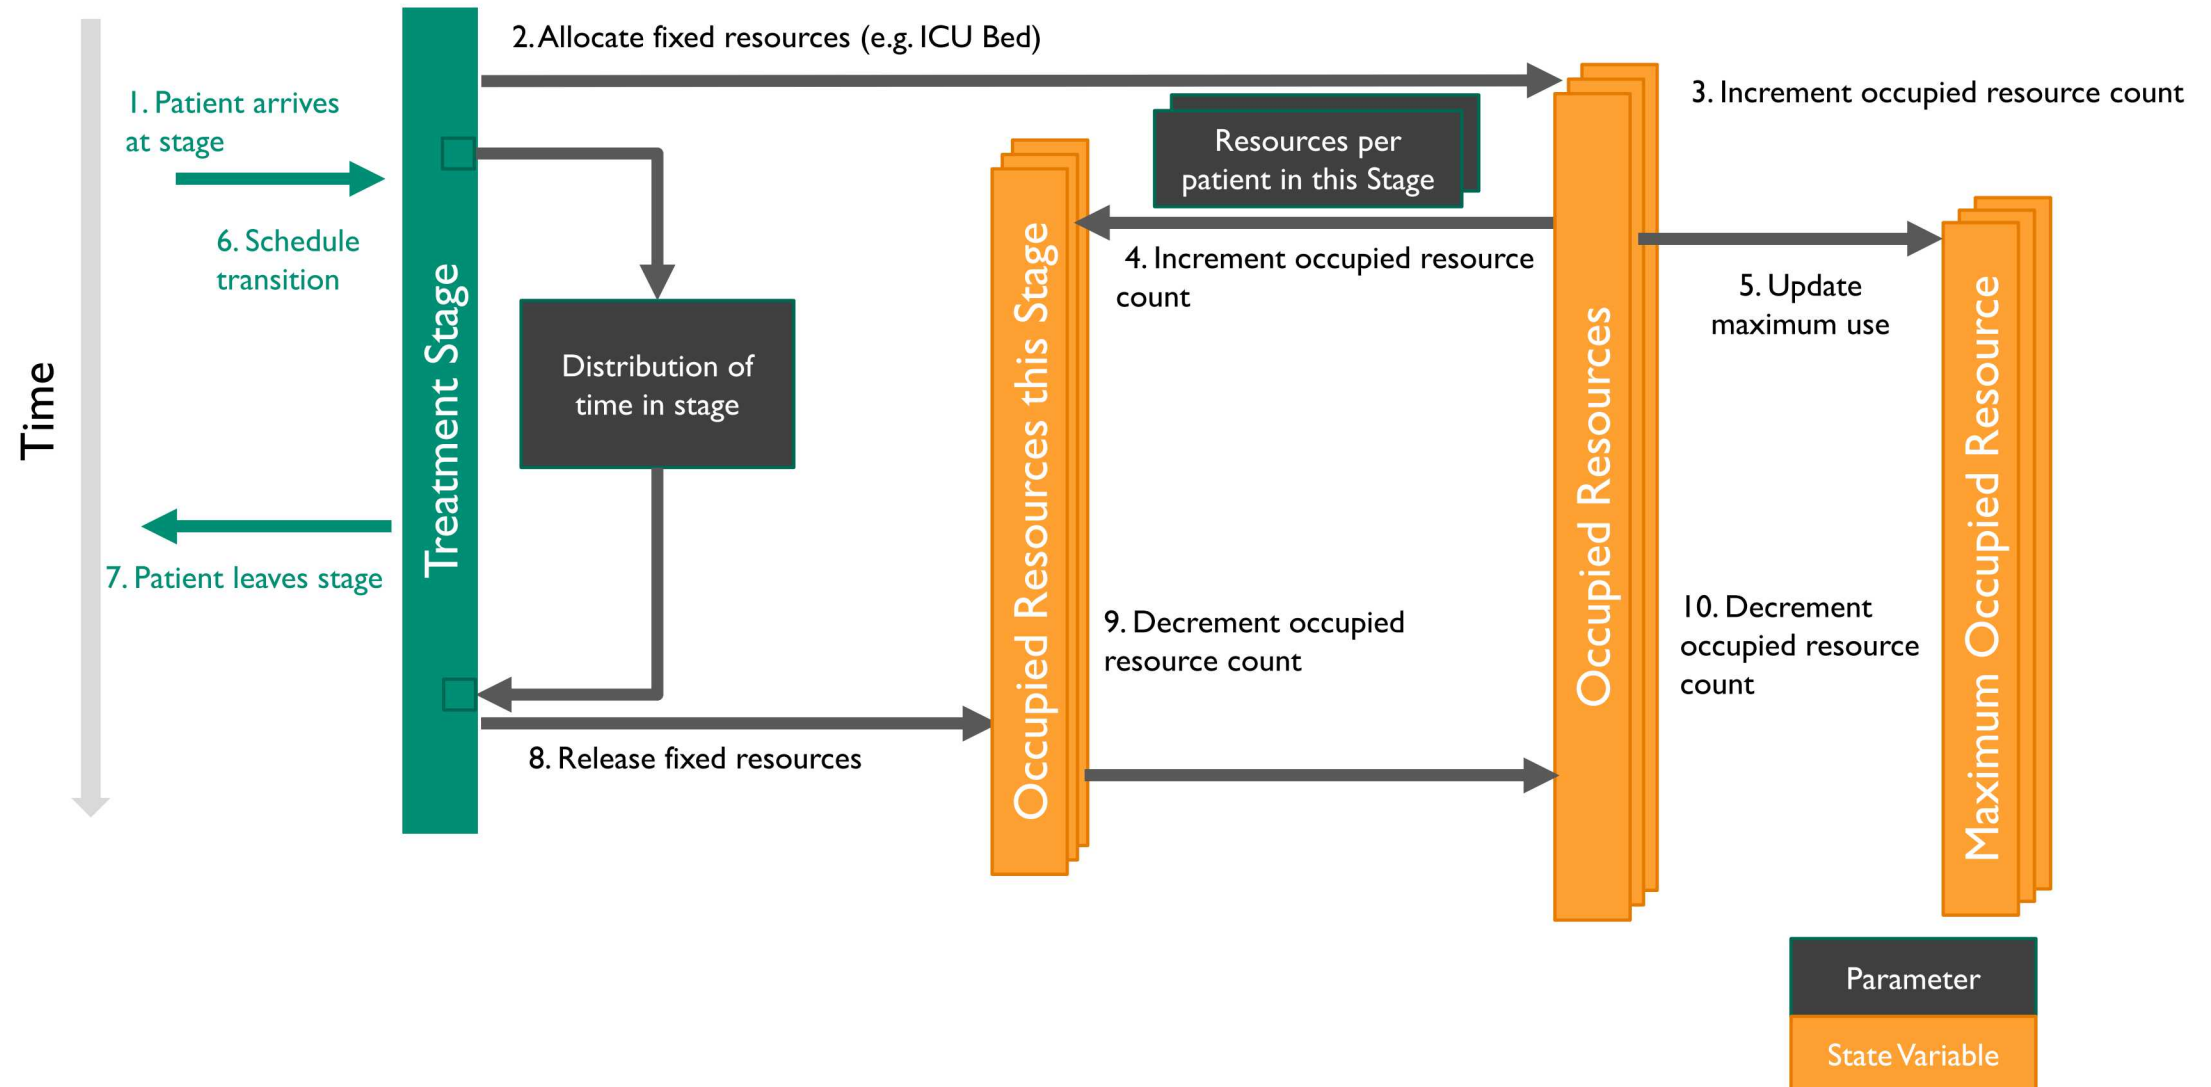 2. Allocate fixed resources (e.g. ICU Bed)
1. Patient arrives
at stage
3. Increment occupied resource count
Resources per
patient in this Stage
6. Schedule
transition
4. Increment occupied resource
count
5. Update
maximum use
Time
Treatment Stage
Distribution of
time in stage
Occupied Resources this Stage
Occupied Resources
Maximum Occupied Resource
7. Patient leaves stage
9. Decrement occupied
resource count
10. Decrement
occupied resource
count
8. Release fixed resources
Parameter
State Variable